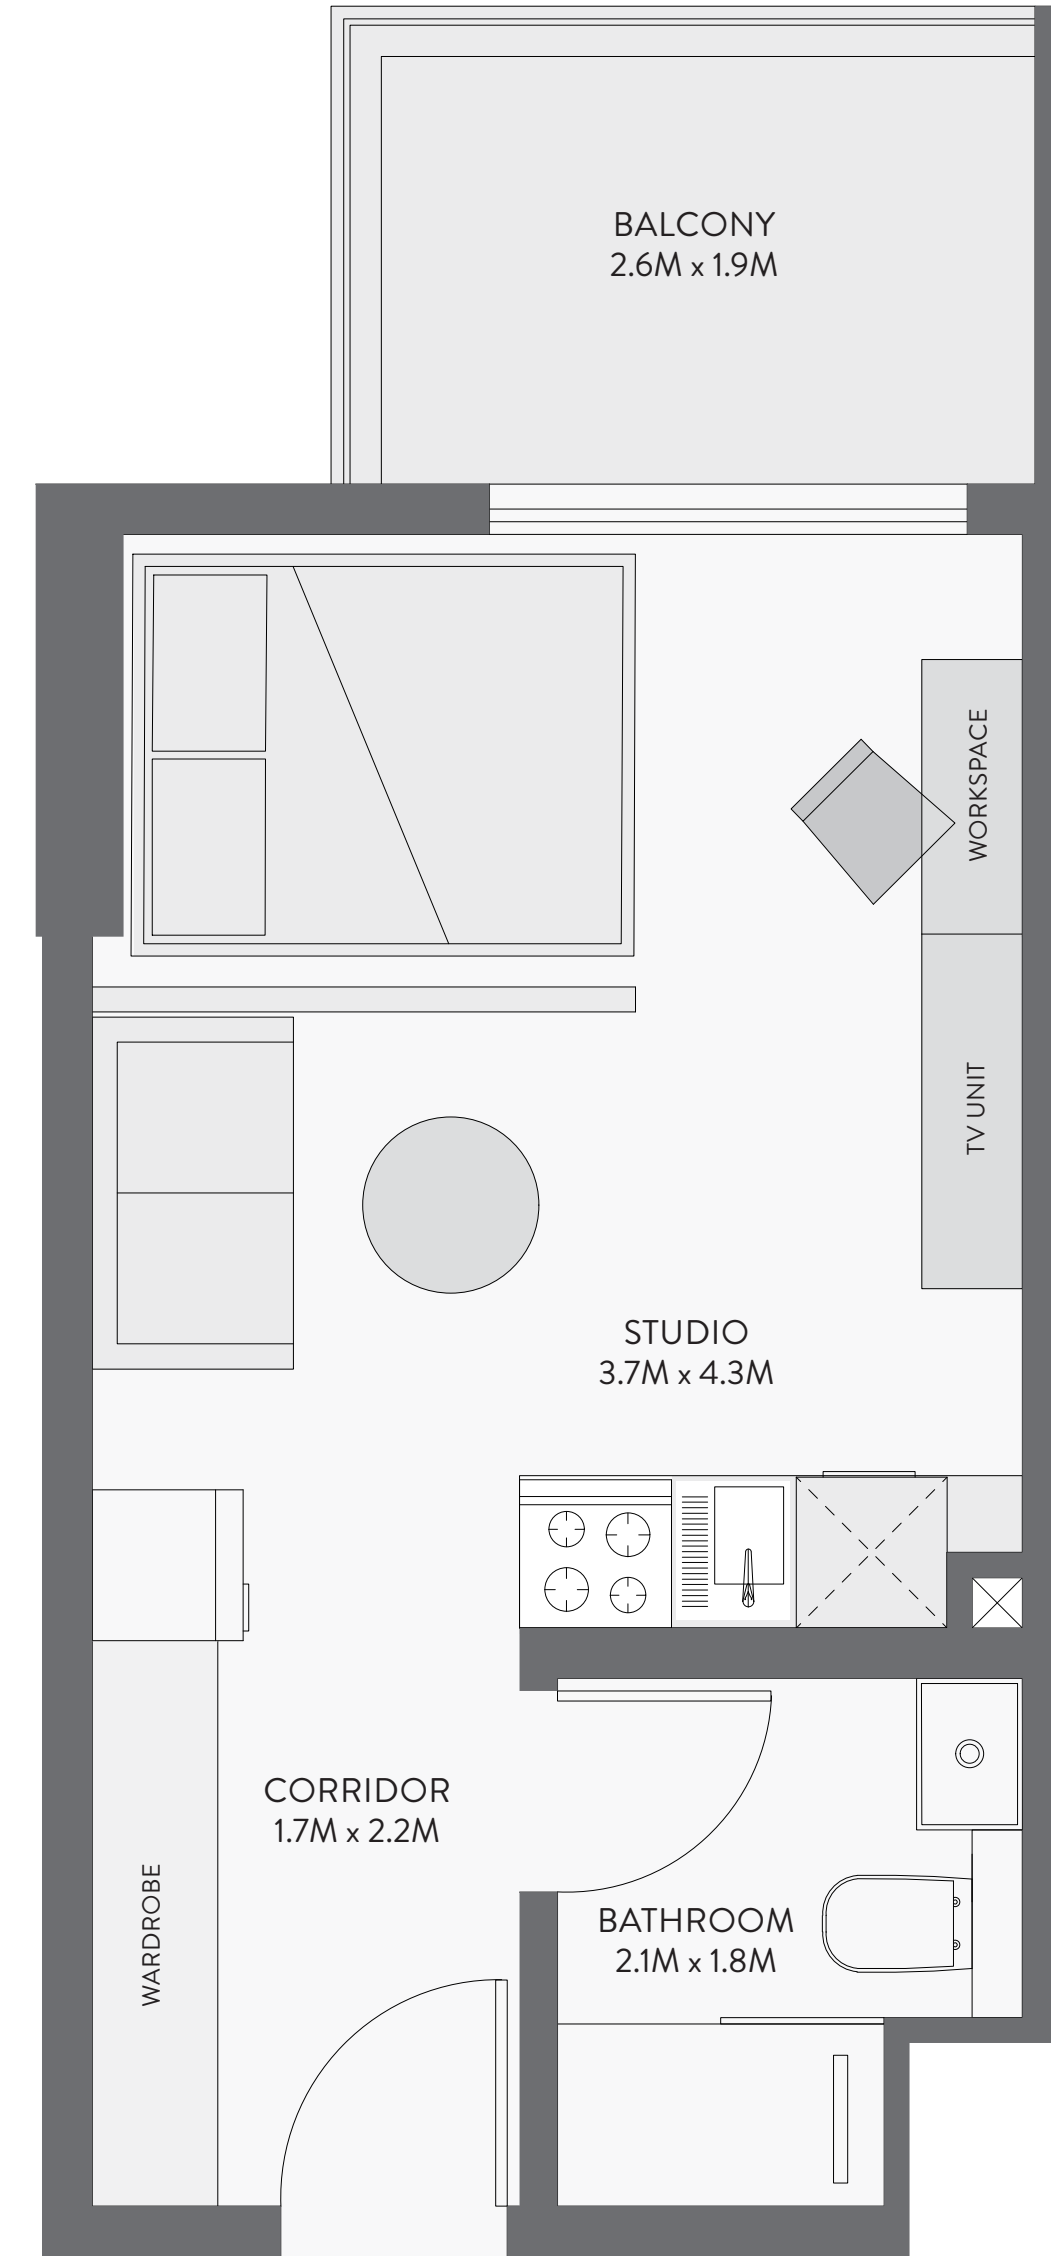 BALCONY
2.6M x 1.9M
WORKSPACE
TV UNIT
STUDIO
3.7M x 4.3M
CORRIDOR
1.7M x 2.2M
WARDROBE
BATHROOM
2.1M x 1.8M